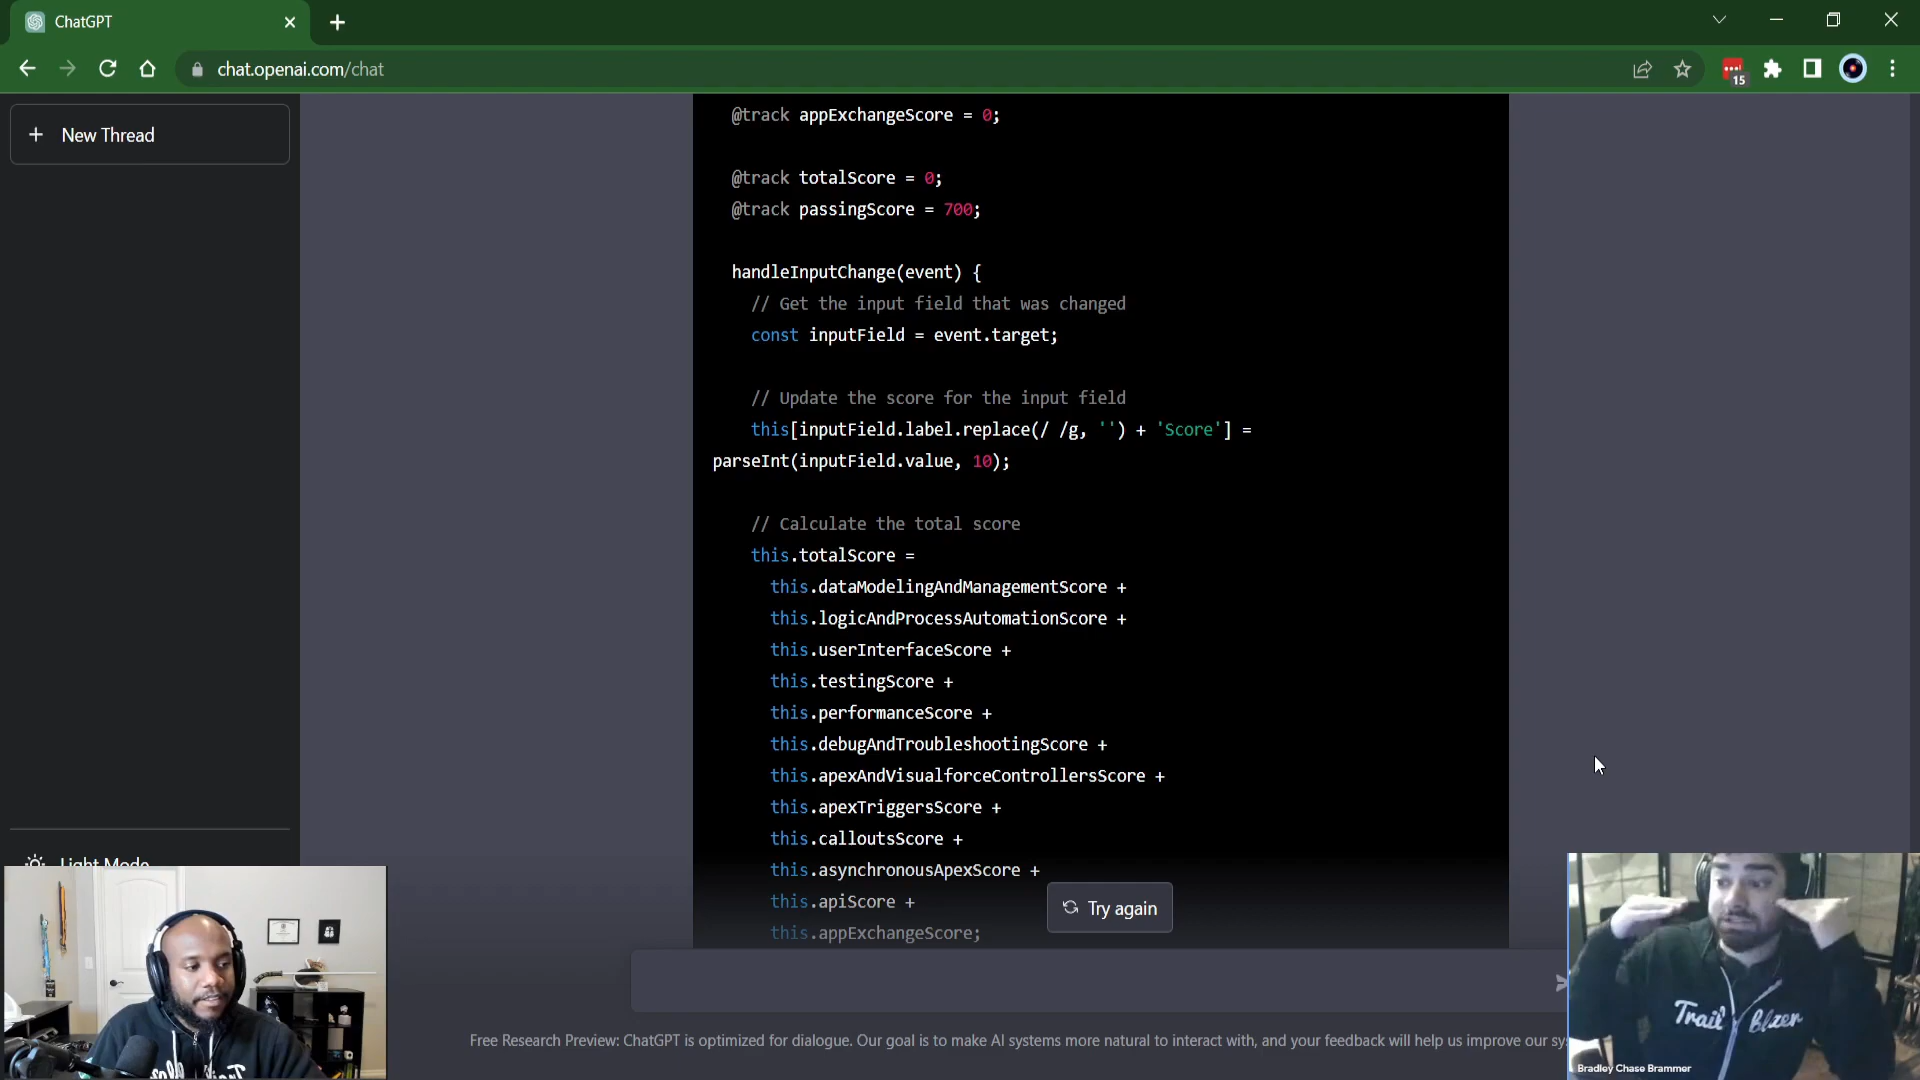 ChatGPT
chat.openai.com/chat
15
New Thread
@track appExchangeScore = 0;
@track totalScore = 0;
@track passingScore = 700;
handleInputChange(event) {
// Get the input field that was changed
const inputField = event.target;
// Update the score for the input field
this[inputField.label.replace(/ /g, '') + 'Score'] =
parseInt(inputField.value, 10);
// Calculate the total score
this.totalScore =
this.dataModelingAndManagementScore +
this.logicAndProcessAutomationScore +
this.userInterfaceScore +
this.testingScore +
this.performanceScore +
this.debugAndTroubleshootingScore +
this.apexAndVisualforceControllersScore +
this.apexTriggersScore +
this.calloutsScore +
this.asynchronousApexScore +
this.apiScore +
this.appExchangeScore;
Try again
Light Mode
Free Research Preview: ChatGPT is optimized for dialogue. Our goal is to make AI systems more natural to interact with, and your feedback will help us improve our sy
Trail Blazer
Bradley Chase Brammer